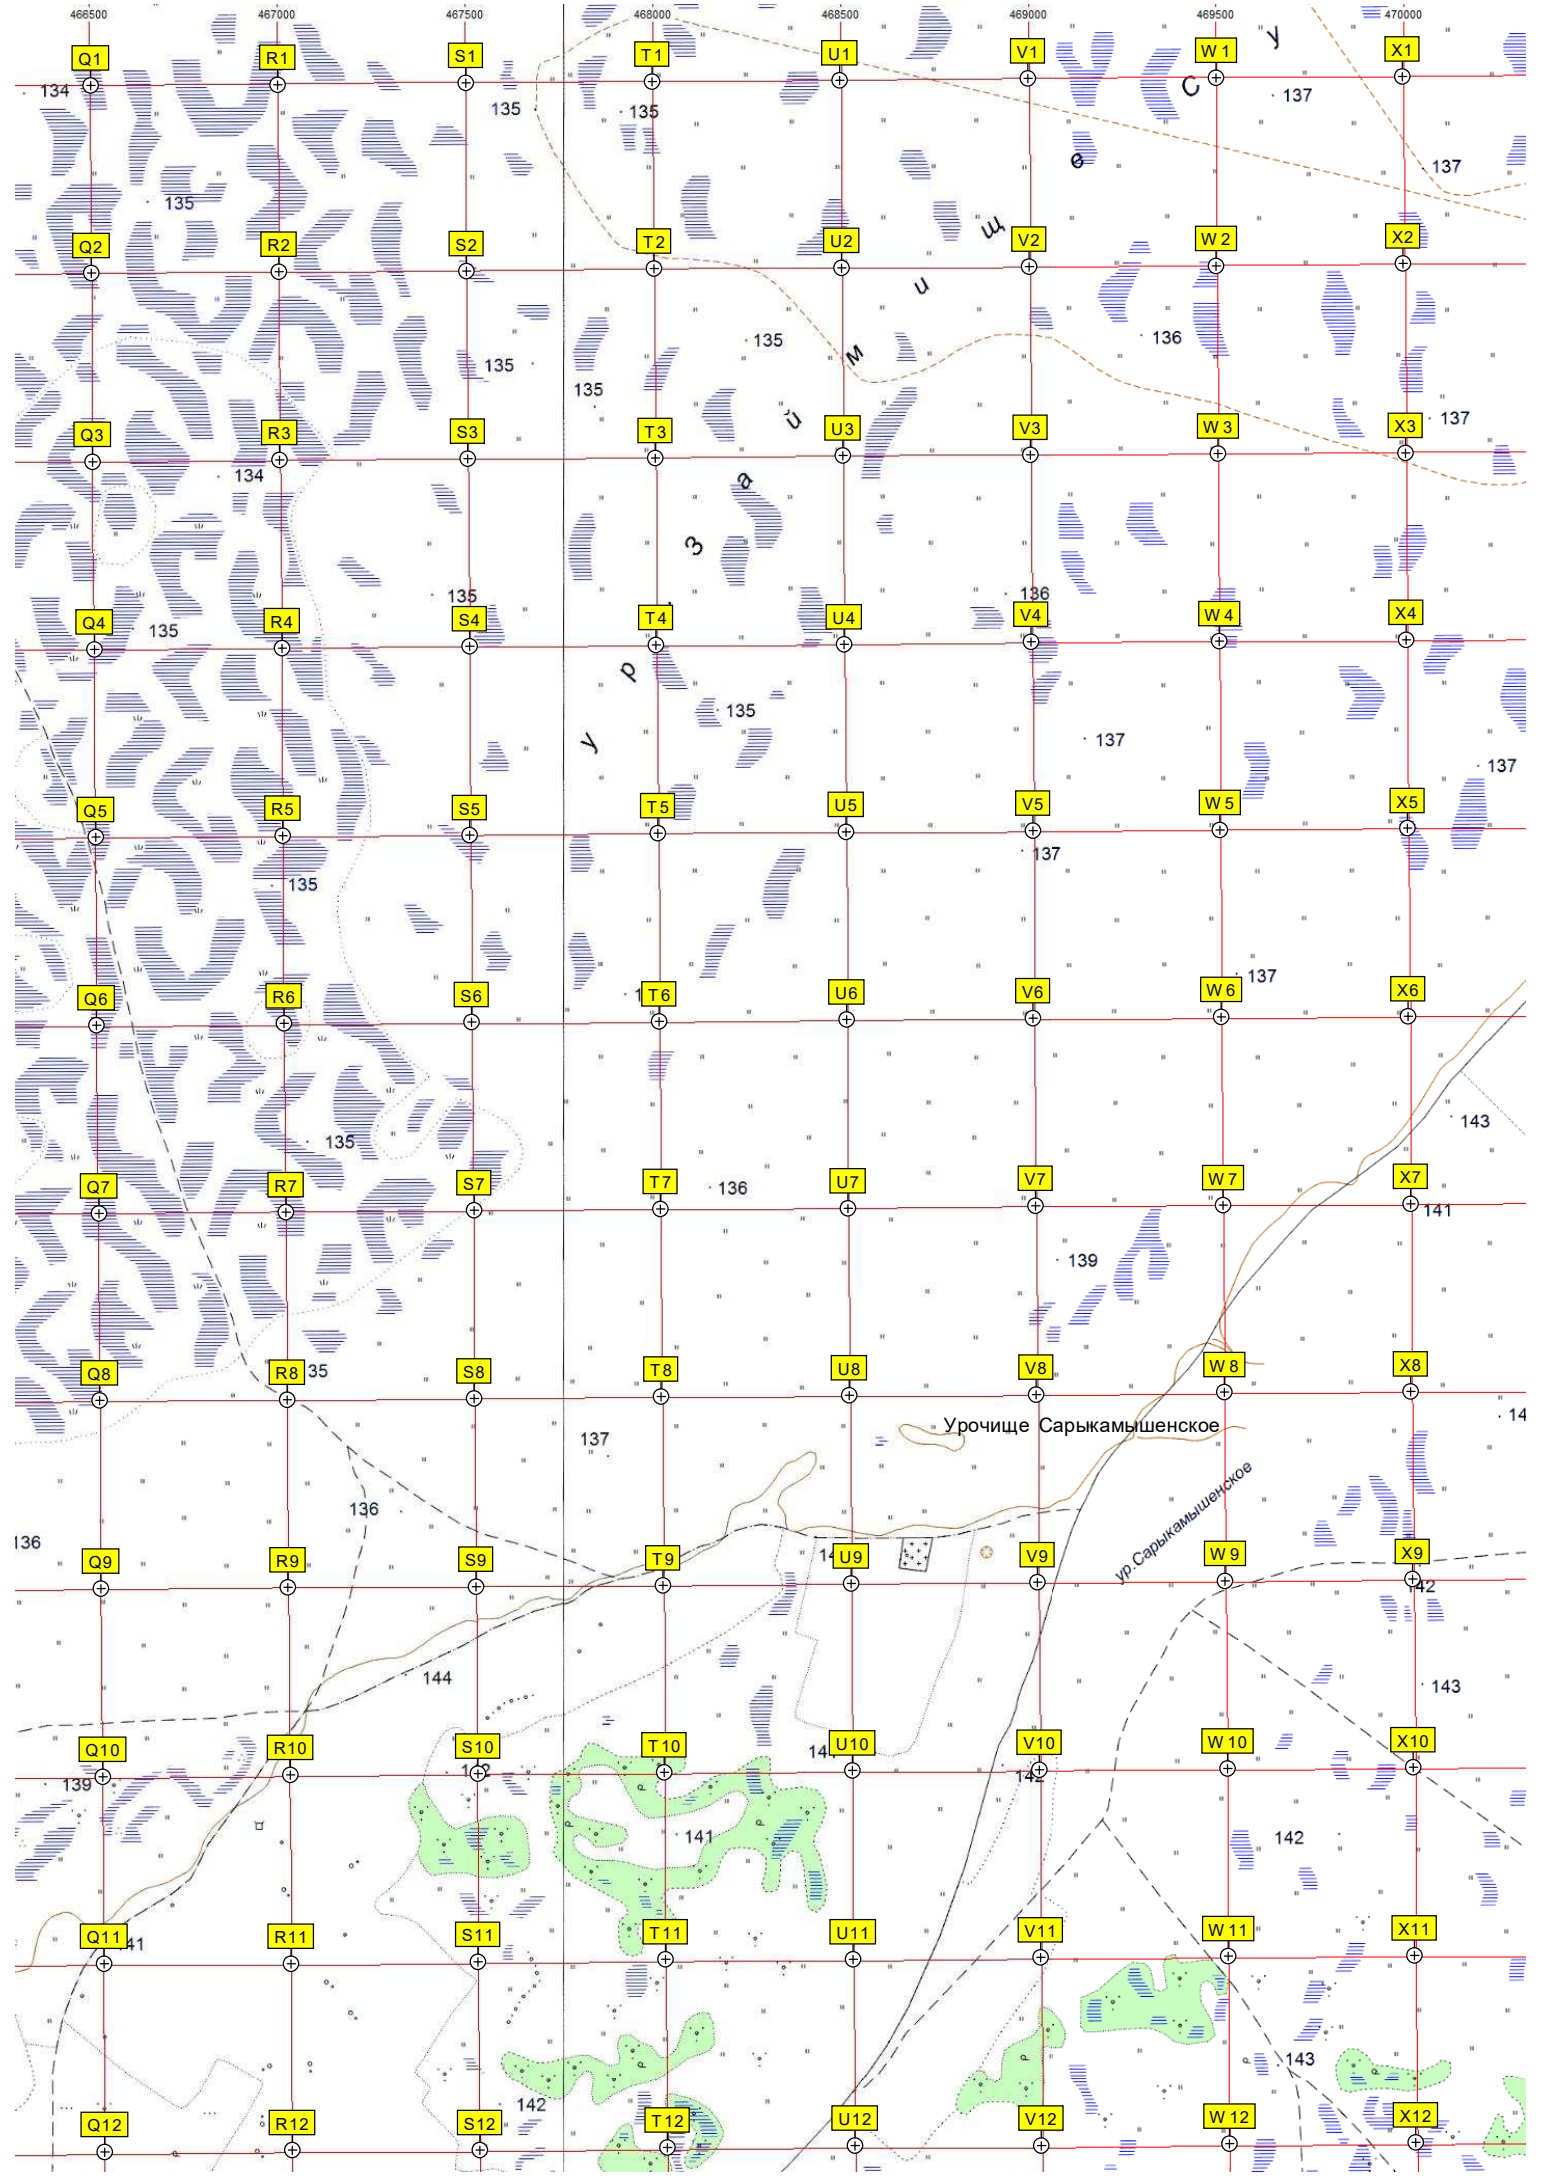 466500 467000 467500 468000 468500 469000 469500 470000
у
Q1 R1 S1 T1 U1 V1 W1 X1
134 135 135 С 137
е 137
135
щ
Q2 R2 S2 T2 U2 V2 W2 X2
и
135 136
м
135 135
й 137
Q3 R3 S3 T3 U3 V3 W3 X3
134 а
З
135 136
Q4 R4 S4 T4 U4 V4 W4 X4
135
р
135
у 137
137
Q5 R5 S5 T5 U5 V5 W5 X5
137
135
137
Q6 R6 S6 T6 U6 V6 W6 X6
143
135
Q7 R7 S7 T7 U7 V7 W7 X7
136 141
139
Q8 R8 35 S8 T8 U8 V8 W8 X8
14
Урочище Сарыкамышенское
137
ур.Сарыкамышенское
136
136
Q9 R9 S9 T9 U9 V9 W9 X9
42
144 143
Q10 R10 S10 T10 U10 V10 W10 X10
139 142
141 142
Q11 41 R11 S11 T11 U11 V11 W11 X11
143
142
Q12 R12 S12 T12 U12 V12 W12 X12